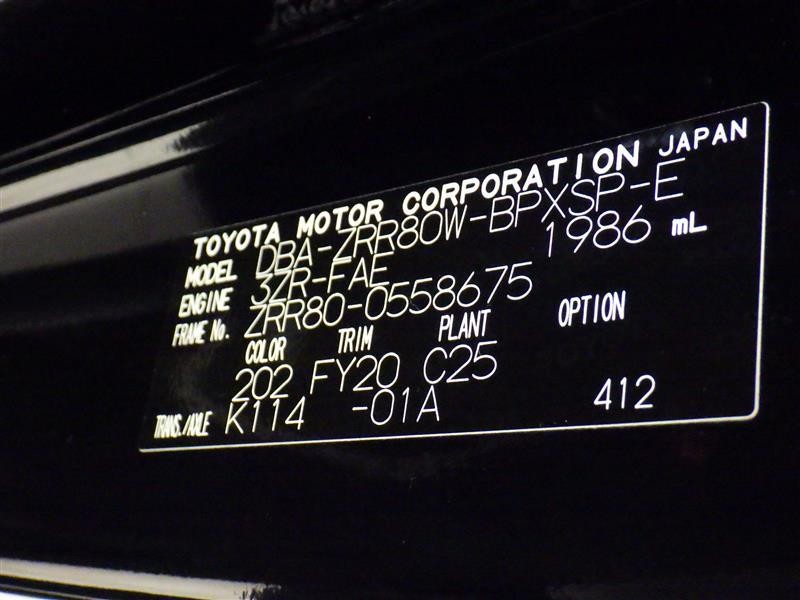 TOYOTA MOTOR CORPORATION JAPAN
MODEL DBA-ZRR80W-BPXSP-E
ENGINE 3ZR-FAE 1986 mL
FRAME No. ZRR80-0558675
COLOR TRIM PLANT OPTION
202 FY20 C25
TRANS./AXLE K114 -01A 412